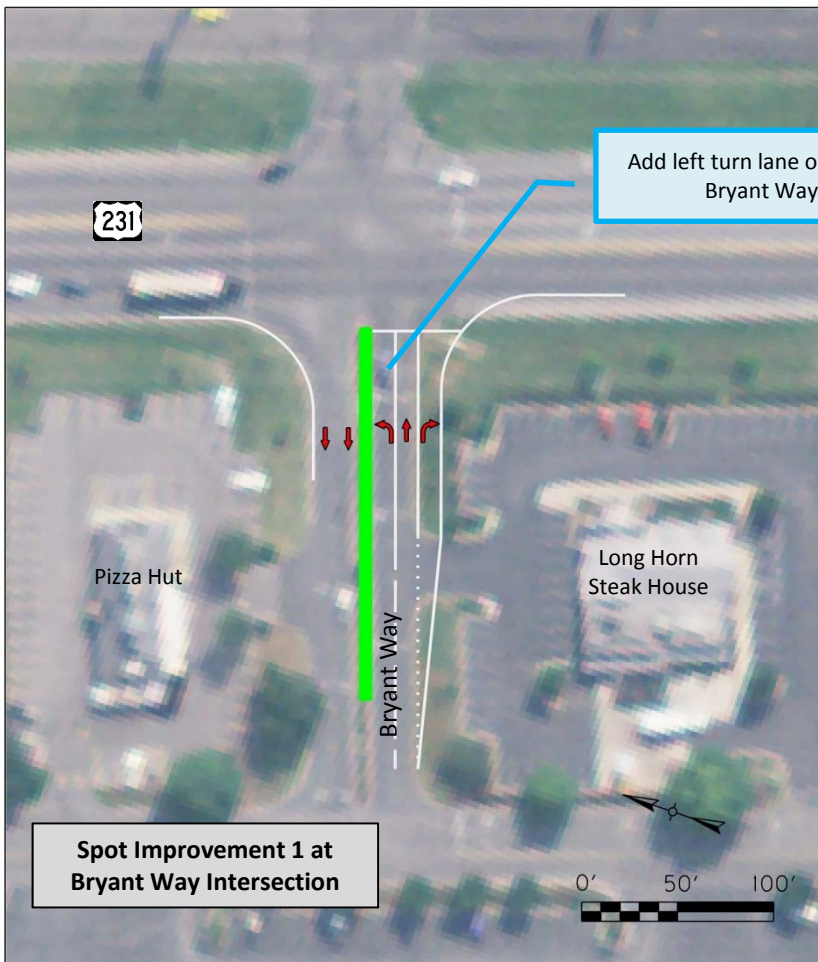 Add left turn lane o
Bryant Way
231
Pizza Hut
Long Horn
Steak House
Bryant Way
Spot Improvement 1 at
Bryant Way Intersection
0' 50' 100'